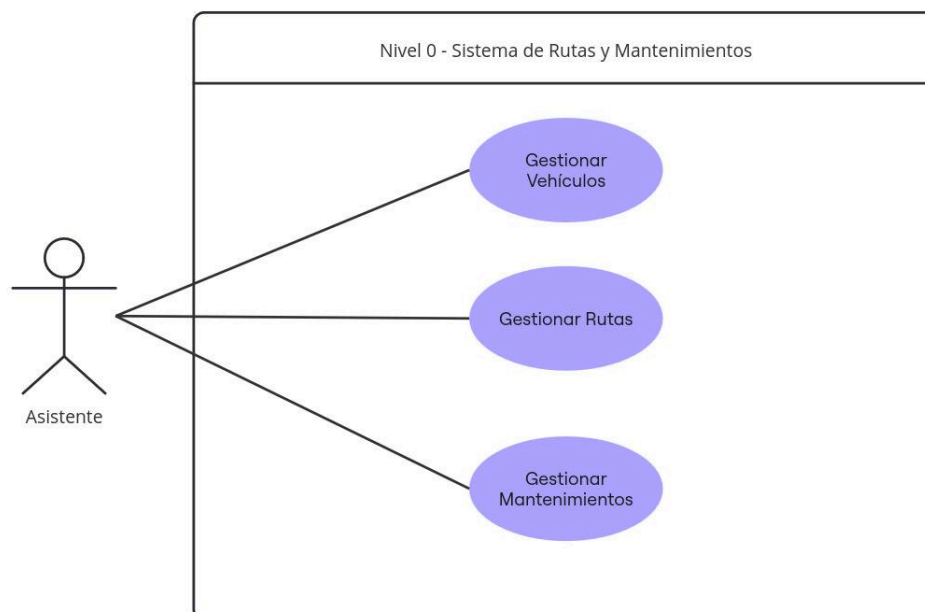 Nivel 0 - Sistema de Rutas y Mantenimientos
Gestionar
Vehículos
Gestionar Rutas
Asistente
Gestionar
Mantenimientos